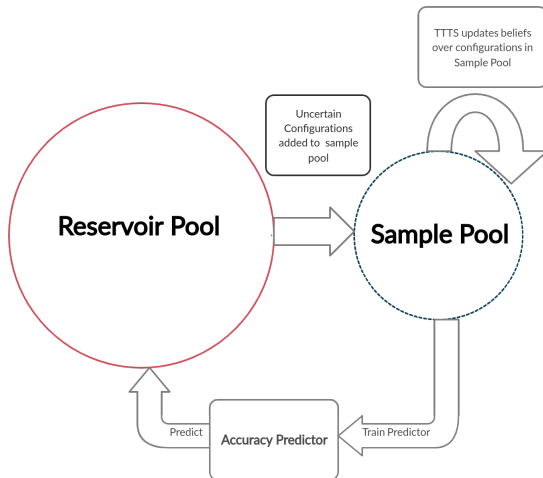 TTTS updates beliefs
over configurations in
Sample Pool
Uncertain
Configurations
added to sample
pool
Reservoir Pool
Sample Pool
Predict
Accuracy Predictor
Train Predictor